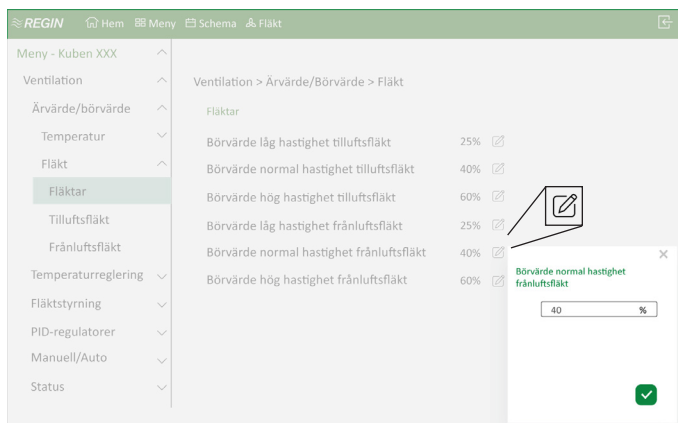 REGIN Hem Meny Schema Fläkt
Meny - Kuben XXX
Ventilation
Ärvärde/börvärde
Temperatur
Fläkt
Fläktar
Tilluftsfläkt
Frånluftsfläkt
Temperaturreglering
Fläktstyrning
PID-regulatorer
Manuell/Auto
Status
Ventilation > Ärvärde/Börvärde > Fläkt
Fläktar
Börvärde låg hastighet tilluftsfläkt 25%
Börvärde normal hastighet tilluftsfläkt 40%
Börvärde hög hastighet tilluftsfläkt 60%
Börvärde låg hastighet frånluftsfläkt 25%
Börvärde normal hastighet frånluftsfläkt 40%
Börvärde hög hastighet frånluftsfläkt 60%
Börvärde normal hastighet
frånluftsfläkt
40 %